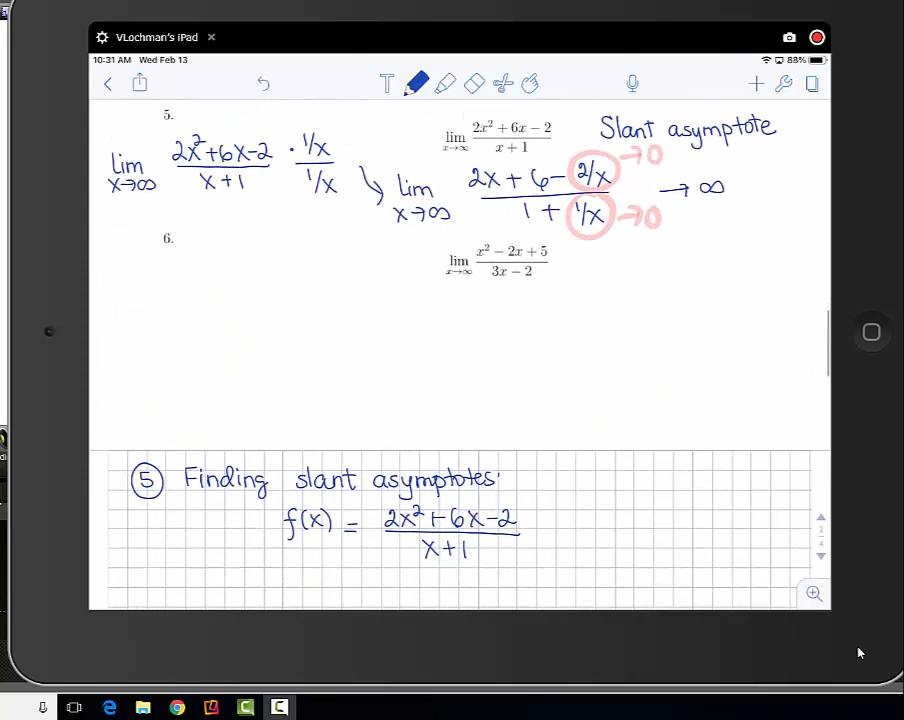 VLochman's iPad
10:31 AM Wed Feb 13
88%
T
5.
lim x→∞ (2x²+6x-2)/(x+1) · (1/x)/(1/x)
lim x→∞ (2x² + 6x − 2)/(x + 1)
Slant asymptote
lim x→∞ (2x + 6 - 2/x)/(1 + 1/x) → ∞
→0
→0
6.
lim x→∞ (x² − 2x + 5)/(3x − 2)
5 Finding slant asymptotes:
f(x) = (2x²+6x-2)/(x+1)
2
4